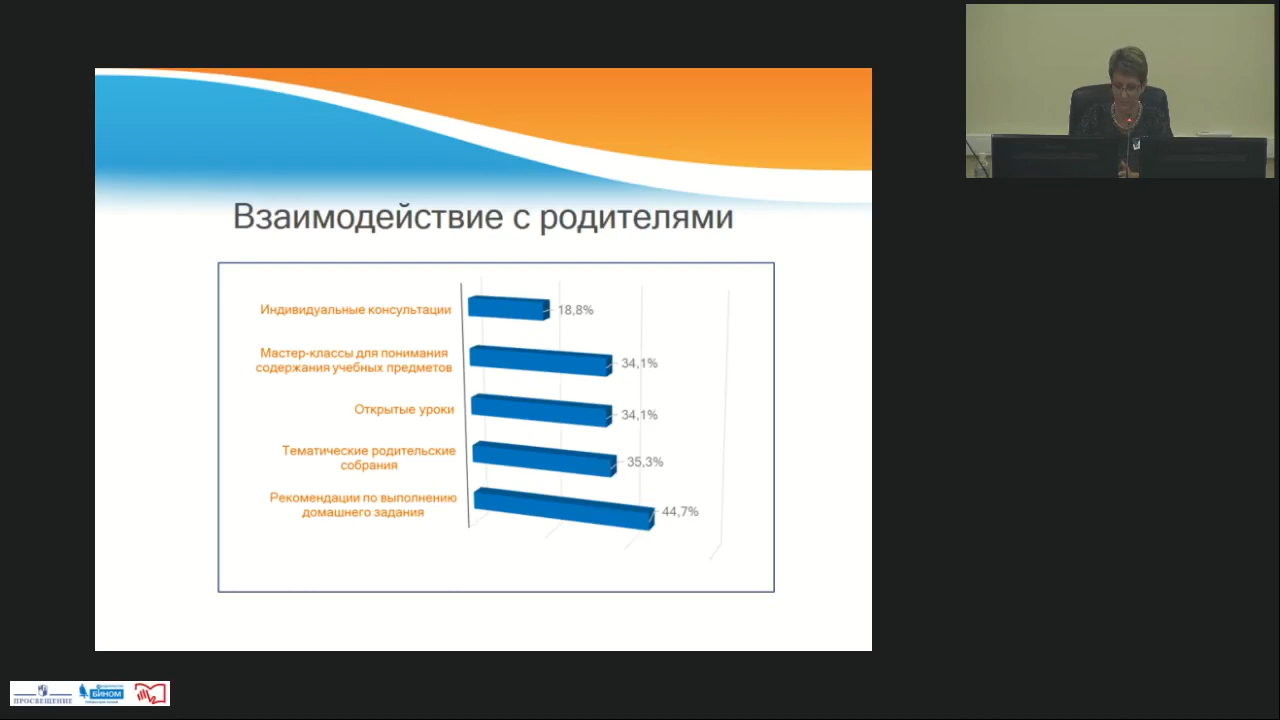 Взаимодействие с родителями
Индивидуальные консультации
18,8%
Мастер-классы для понимания
содержания учебных предметов
34,1%
Открытые уроки
34,1%
Тематические родительские
собрания
35,3%
Рекомендации по выполнению
домашнего задания
44,7%
ПРОСВЕЩЕНИЕ
БИНОМ